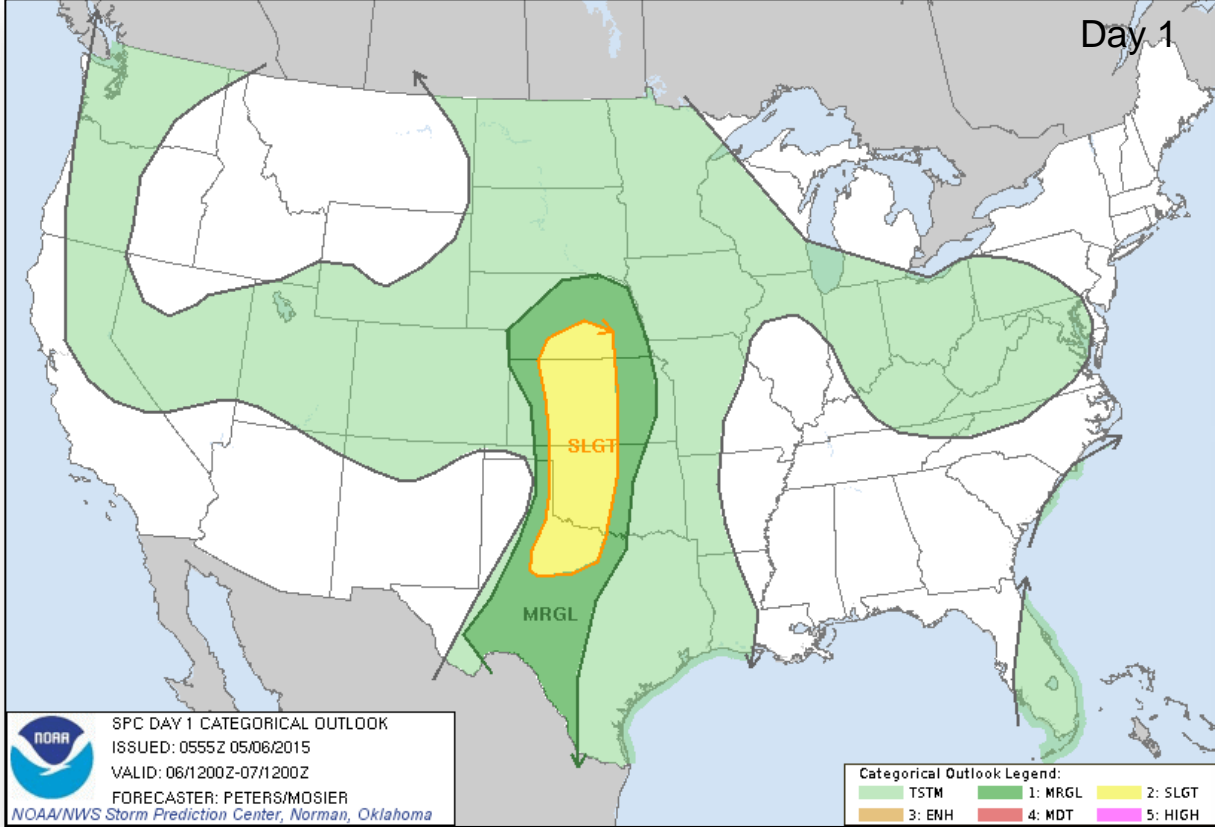 Day 1
SLGT
MRGL
NOAA
SPC DAY 1 CATEGORICAL OUTLOOK
ISSUED: 0555Z 05/06/2015
VALID: 06/1200Z-07/1200Z
FORECASTER: PETERS/MOSIER
NOAA/NWS Storm Prediction Center, Norman, Oklahoma
Categorical Outlook Legend:
TSTM 1: MRGL 2: SLGT
3: ENH 4: MDT 5: HIGH